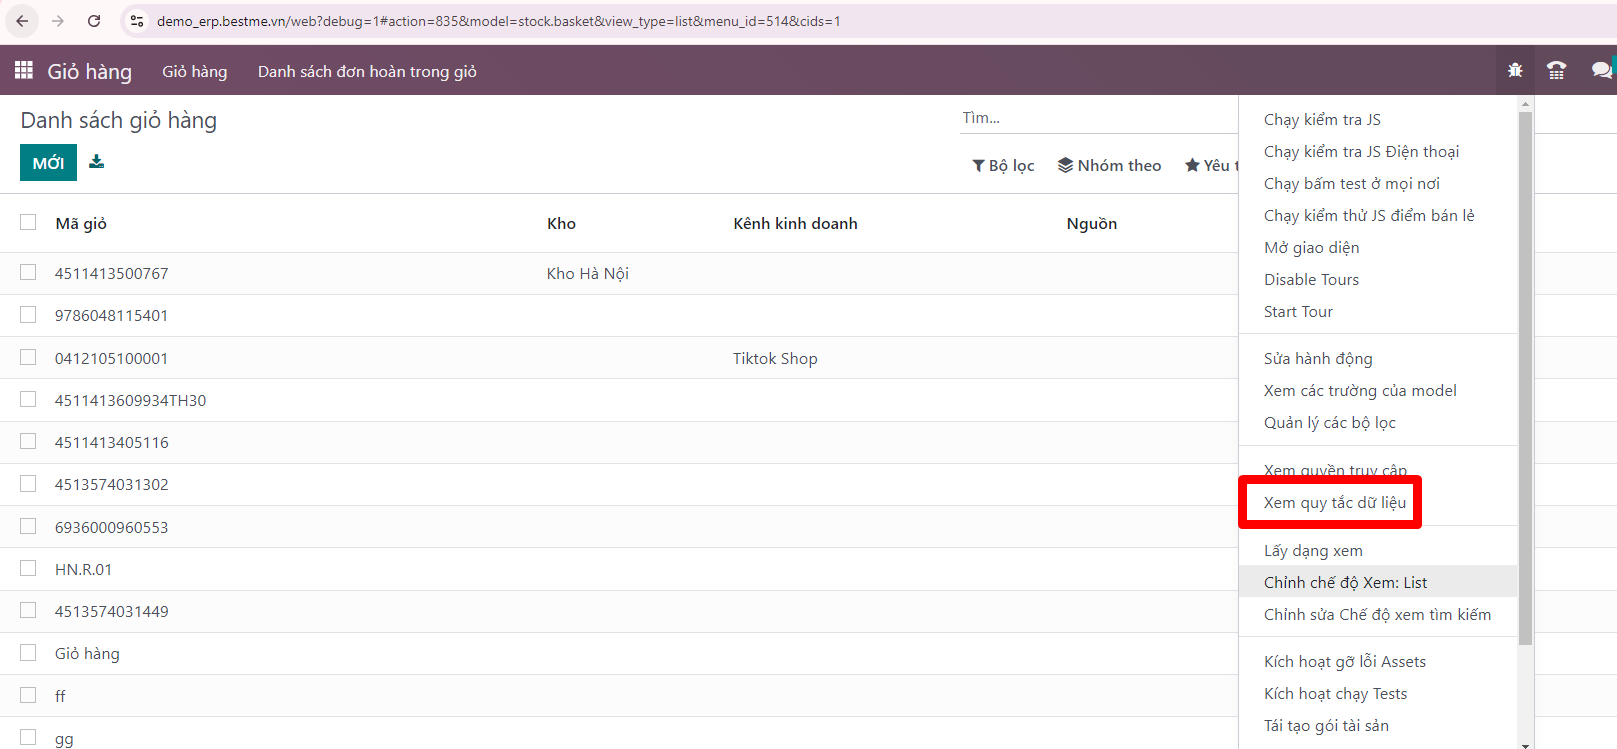 demo_erp.bestme.vn/web?debug=1#action=835&model=stock.basket&view_type=list&menu_id=514&cids=1
Giỏ hàng Giỏ hàng Danh sách đơn hoàn trong giỏ
Danh sách giỏ hàng
Tìm...
MỚI
Bộ lọc Nhóm theo Yêu t
Mã giỏ Kho Kênh kinh doanh Nguồn
4511413500767 Kho Hà Nội
9786048115401
0412105100001 Tiktok Shop
4511413609934TH30
4511413405116
4513574031302
6936000960553
HN.R.01
4513574031449
Giỏ hàng
ff
gg
Chạy kiểm tra JS
Chạy kiểm tra JS Điện thoại
Chạy bấm test ở mọi nơi
Chạy kiểm thử JS điểm bán lẻ
Mở giao diện
Disable Tours
Start Tour
Sửa hành động
Xem các trường của model
Quản lý các bộ lọc
Xem quyền truy cập
Xem quy tắc dữ liệu
Lấy dạng xem
Chỉnh chế độ Xem: List
Chỉnh sửa Chế độ xem tìm kiếm
Kích hoạt gỡ lỗi Assets
Kích hoạt chạy Tests
Tái tạo gói tài sản